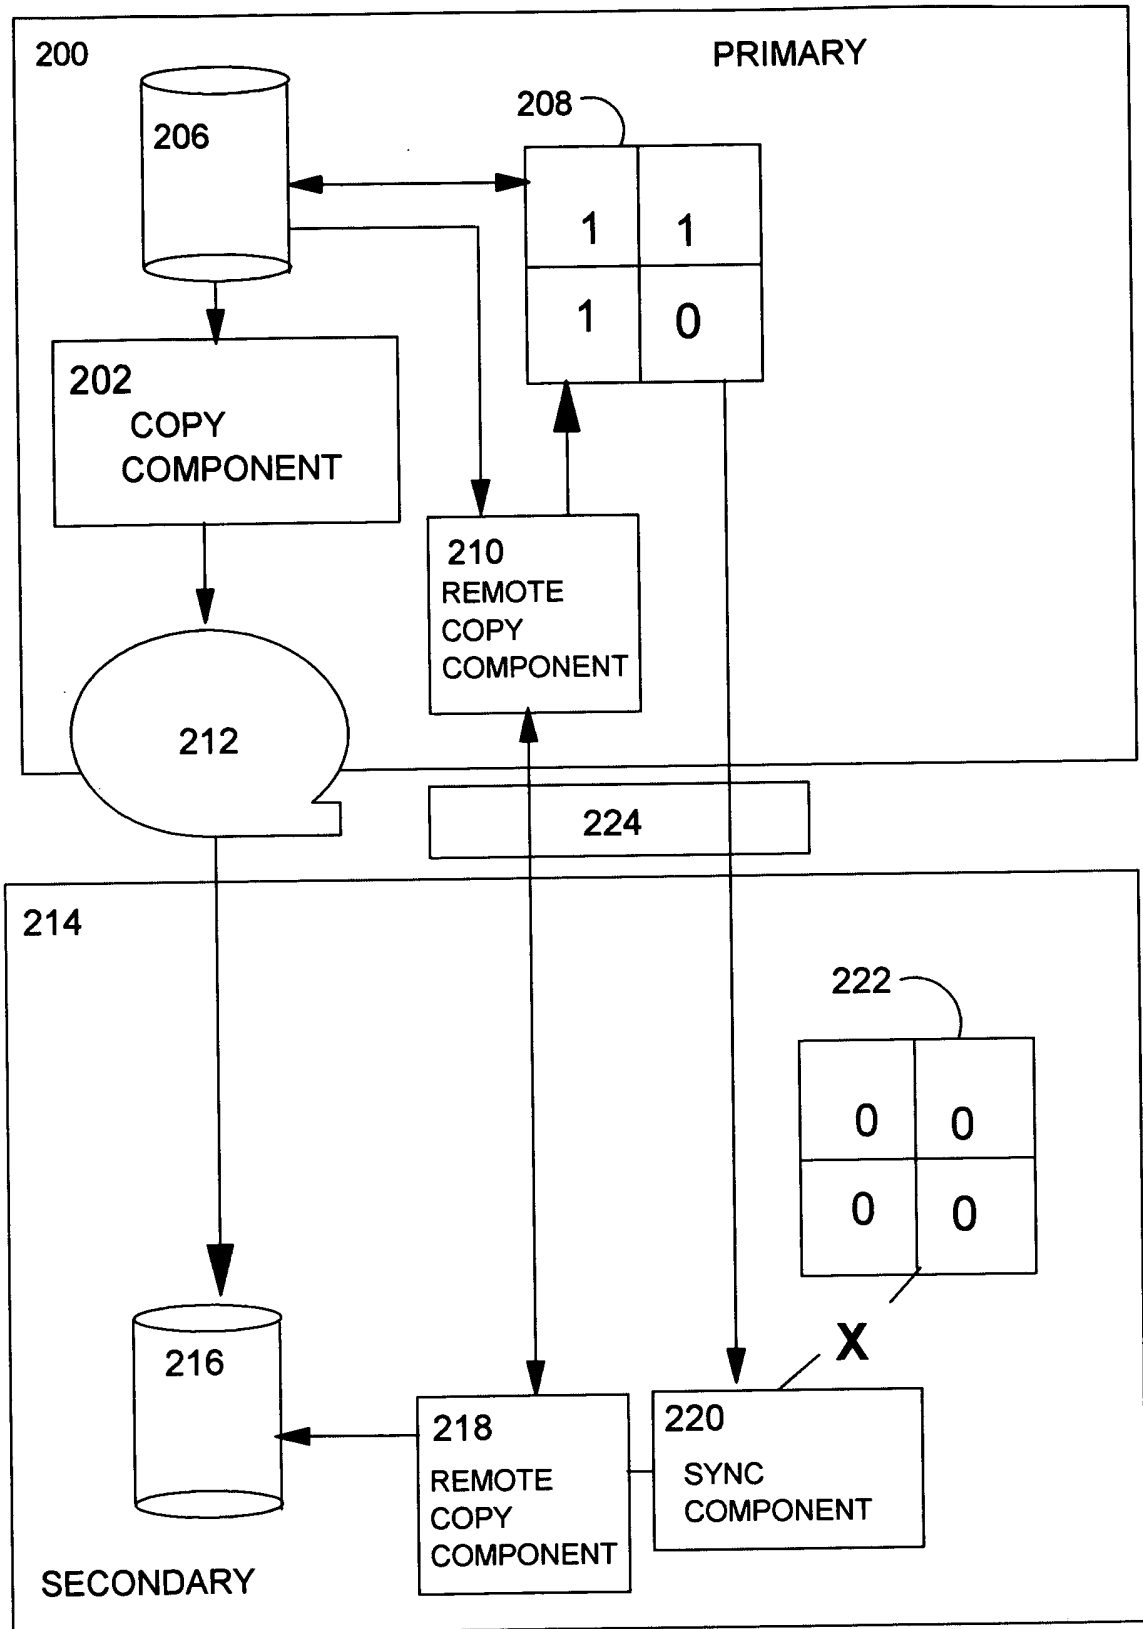 200
PRIMARY
206
208
1 1
1 0
202
COPY
COMPONENT
210
REMOTE
COPY
COMPONENT
212
224
214
222
0 0
0 0
X
216
218
REMOTE
COPY
COMPONENT
220
SYNC
COMPONENT
SECONDARY